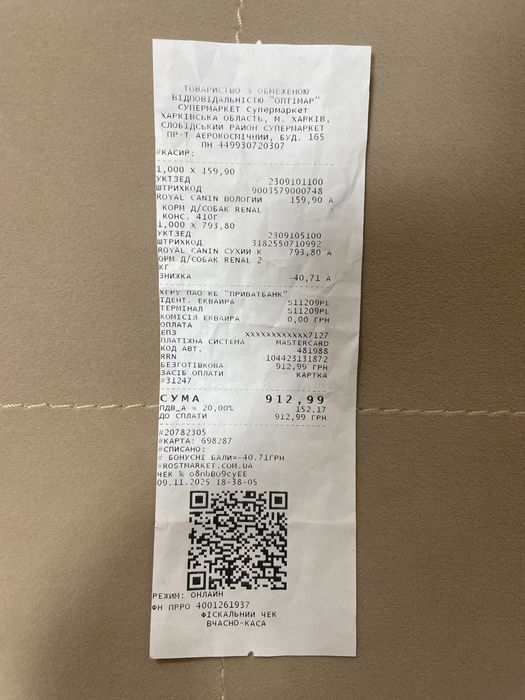 ТОВАРИСТВО З ОБМЕЖЕНОЮ
ВІДПОВІДАЛЬНІСТЮ "ОПТІМАР"
СУПЕРМАРКЕТ Супермаркет
ХАРКІВСЬКА ОБЛАСТЬ, М. ХАРКІВ,
СЛОБІДСЬКИЙ РАЙОН СУПЕРМАРКЕТ
ПР-Т АЕРОКОСМІЧНИЙ, БУД. 165
ПН 449930720307
#КАСИР:
1,000 X 159,90
УКТЗЕД 2309101100
ШТРИХКОД 9003579000748
ROYAL CANIN ВОЛОГИЙ 159,90 А
КОРМ Д/СОБАК RENAL
КОНС. 410Г
1,000 X 793,80
УКТЗЕД 2309105100
ШТРИХКОД 3182550710992
ROYAL CANIN СУХИЙ К 793,80 А
ОРМ Д/СОБАК RENAL 2
КГ
ЗНИЖКА -40,71 А
ХГРУ ПАО КБ "ПРИВАТБАНК"
ІДЕНТ. ЕКВАЙРА S11209PL
ТЕРМІНАЛ S11209PL
КОМІСІЯ ЕКВАЙРА 0,00 ГРН
ОПЛАТА
ЕПЗ XXXXXXXXXXXX7127
ПЛАТІЖНА СИСТЕМА MASTERCARD
КОД АВТ. 481988
RRN 104423131872
БЕЗГОТІВКОВА 912,99 ГРН
ЗАСІБ ОПЛАТИ КАРТКА
#31247
СУМА 912,99
ПДВ_А = 20,00% 152,17
ДО СПЛАТИ 912,99 ГРН
#20782305
#КАРТА: 698287
#СПИСАНО:
# БОНУСНІ БАЛИ=-40.71ГРН
#ROSTMARKET.COM.UA
ЧЕК № o8nbBo9cyEE
09.11.2025 18-38-05
РЕЖИМ: ОНЛАЙН
ФН ПРРО 4001261937
ФІСКАЛЬНИЙ ЧЕК
ВЧАСНО-КАСА